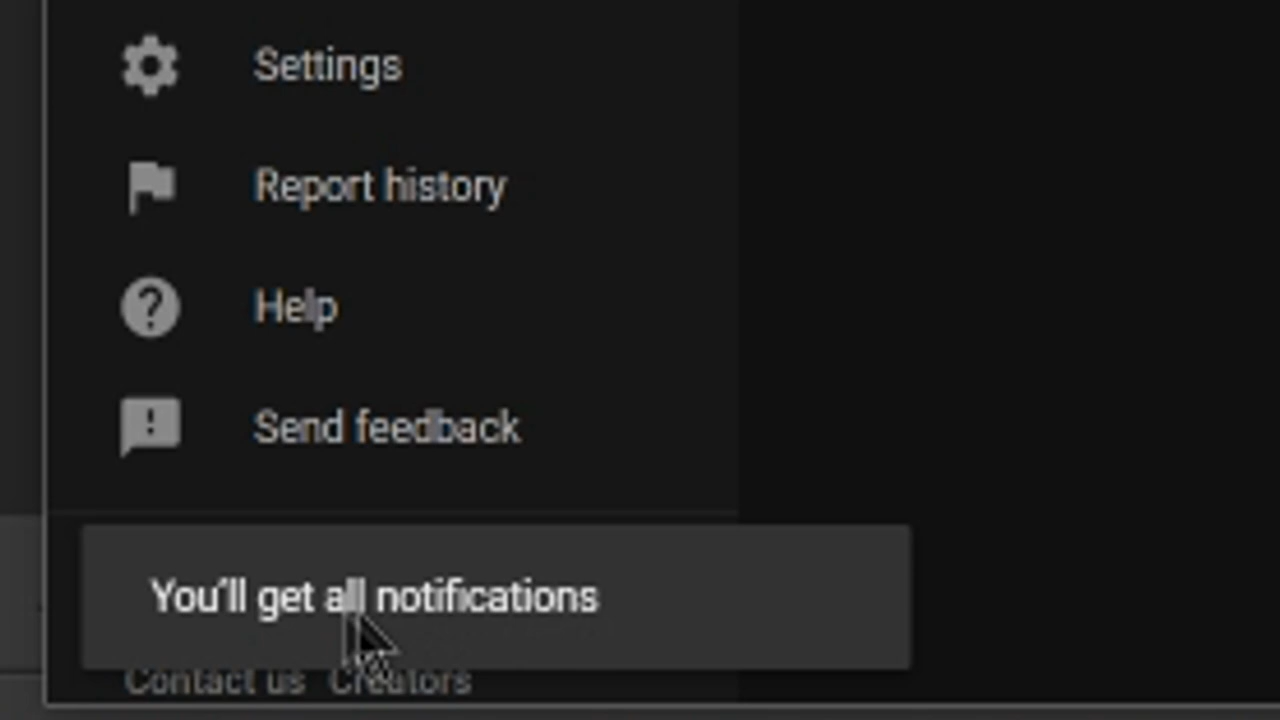 Settings
Report history
Help
Send feedback
You'll get all notifications
Contact us Creators